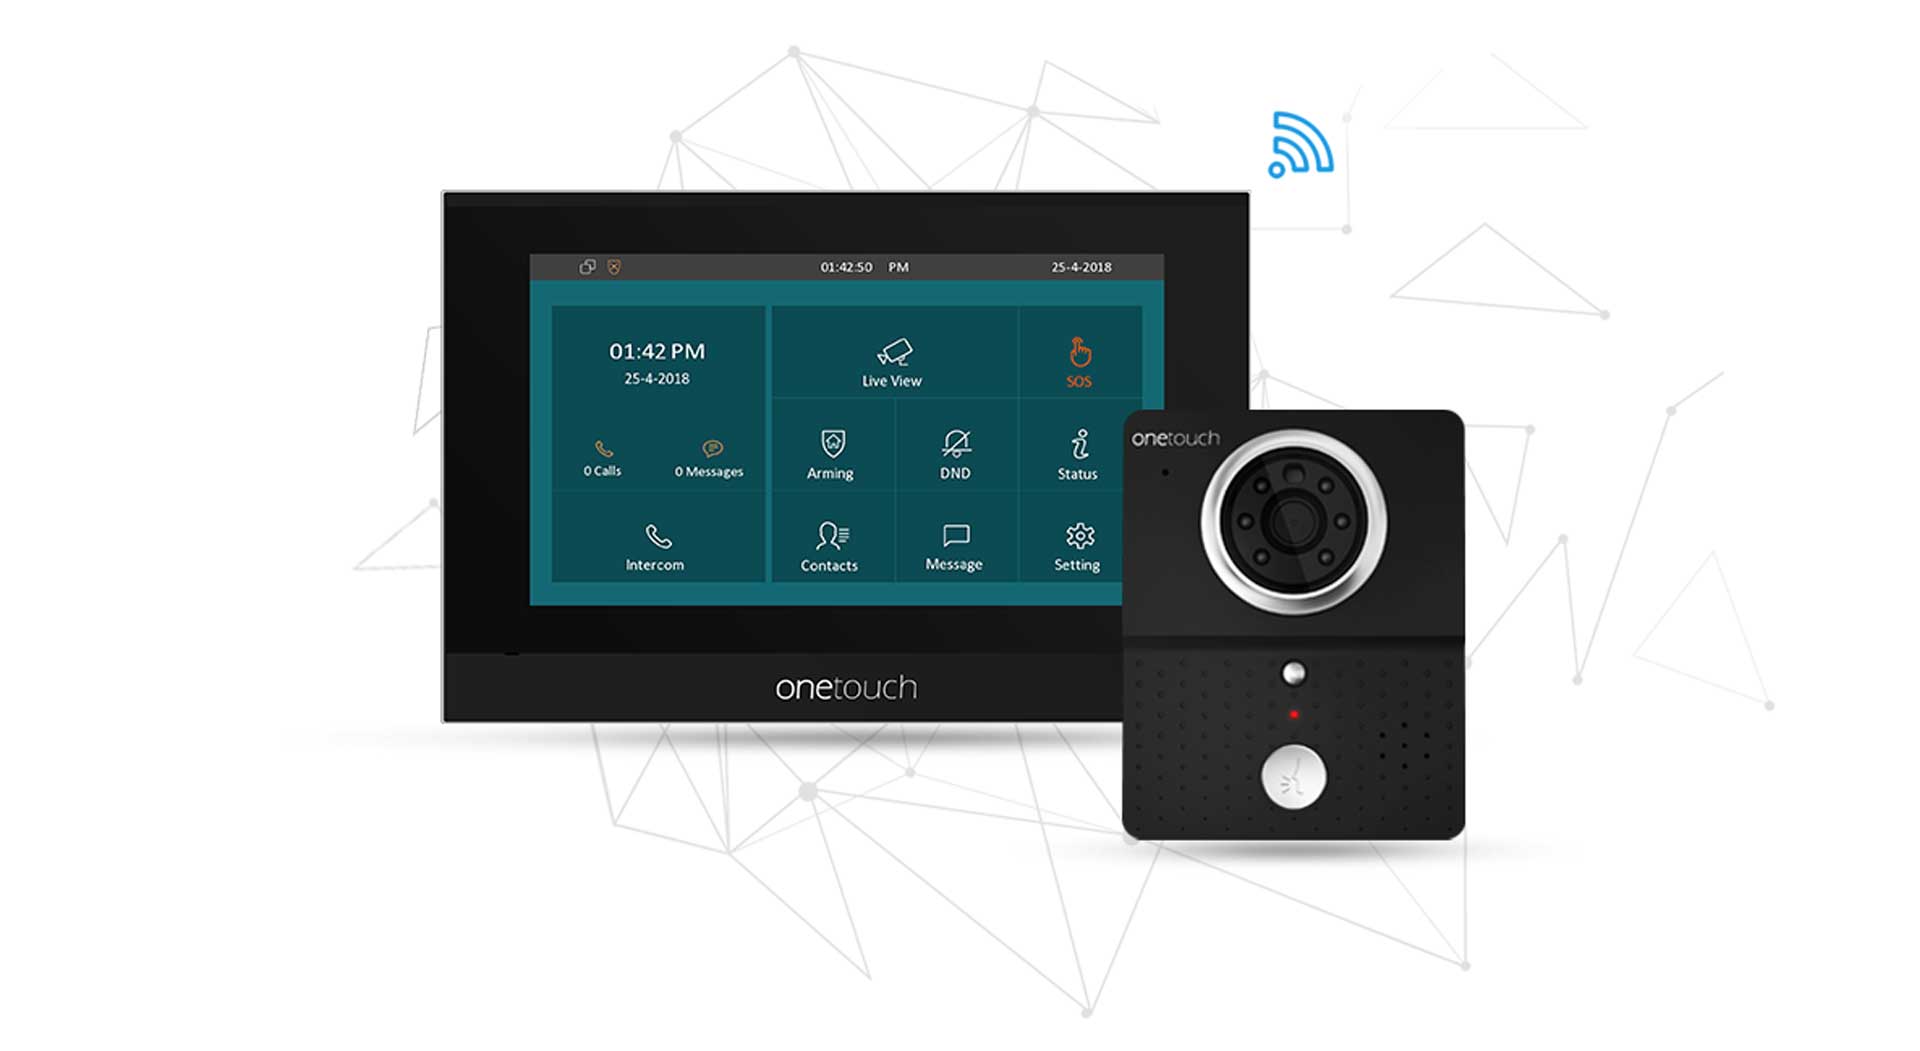 01:42:50 PM 25-4-2018
01:42 PM
25-4-2018
0 Calls 0 Messages
Intercom
Live View
SOS
Arming
DND
Status
Contacts
Message
Setting
onetouch
onetouch